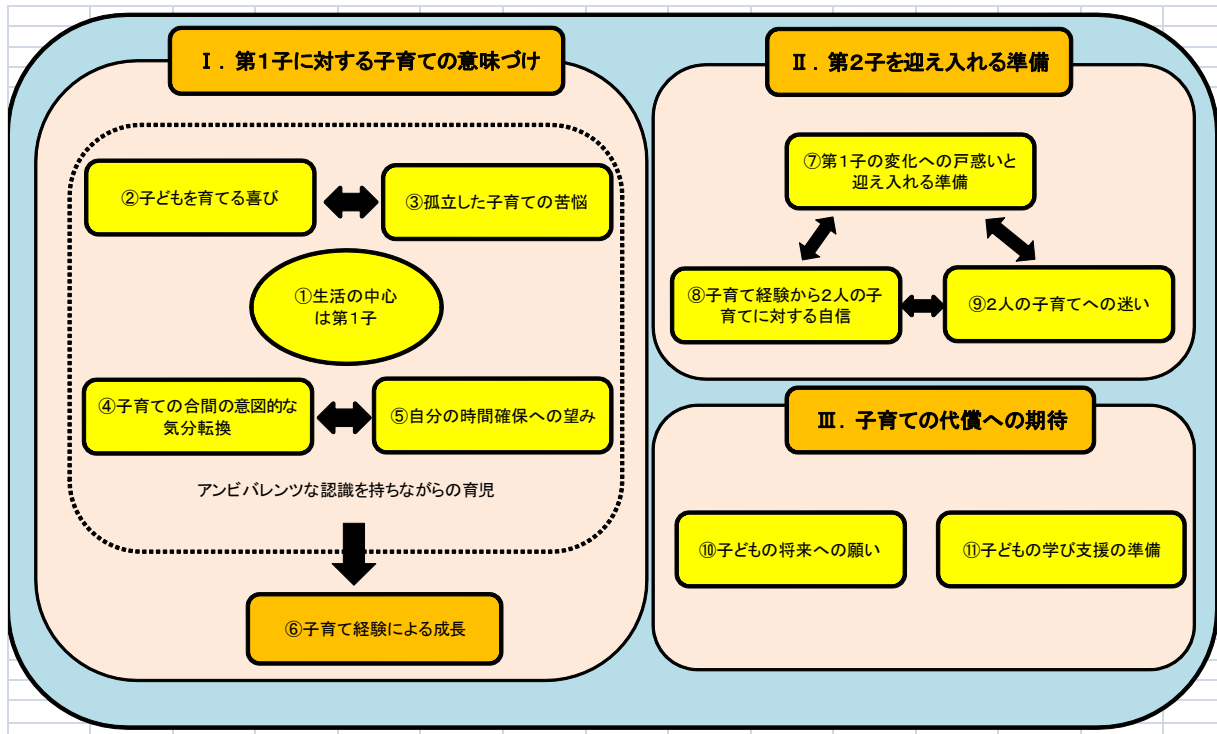 Ⅰ．第1子に対する子育ての意味づけ
②子どもを育てる喜び
③孤立した子育ての苦悩
①生活の中心
は第1子
④子育ての合間の意図的な
気分転換
⑤自分の時間確保への望み
アンビバレンツな認識を持ちながらの育児
⑥子育て経験による成長
Ⅱ．第2子を迎え入れる準備
⑦第1子の変化への戸惑いと
迎え入れる準備
⑧子育て経験から2人の子
育てに対する自信
⑨2人の子育てへの迷い
Ⅲ．子育ての代償への期待
⑩子どもの将来への願い
⑪子どもの学び支援の準備